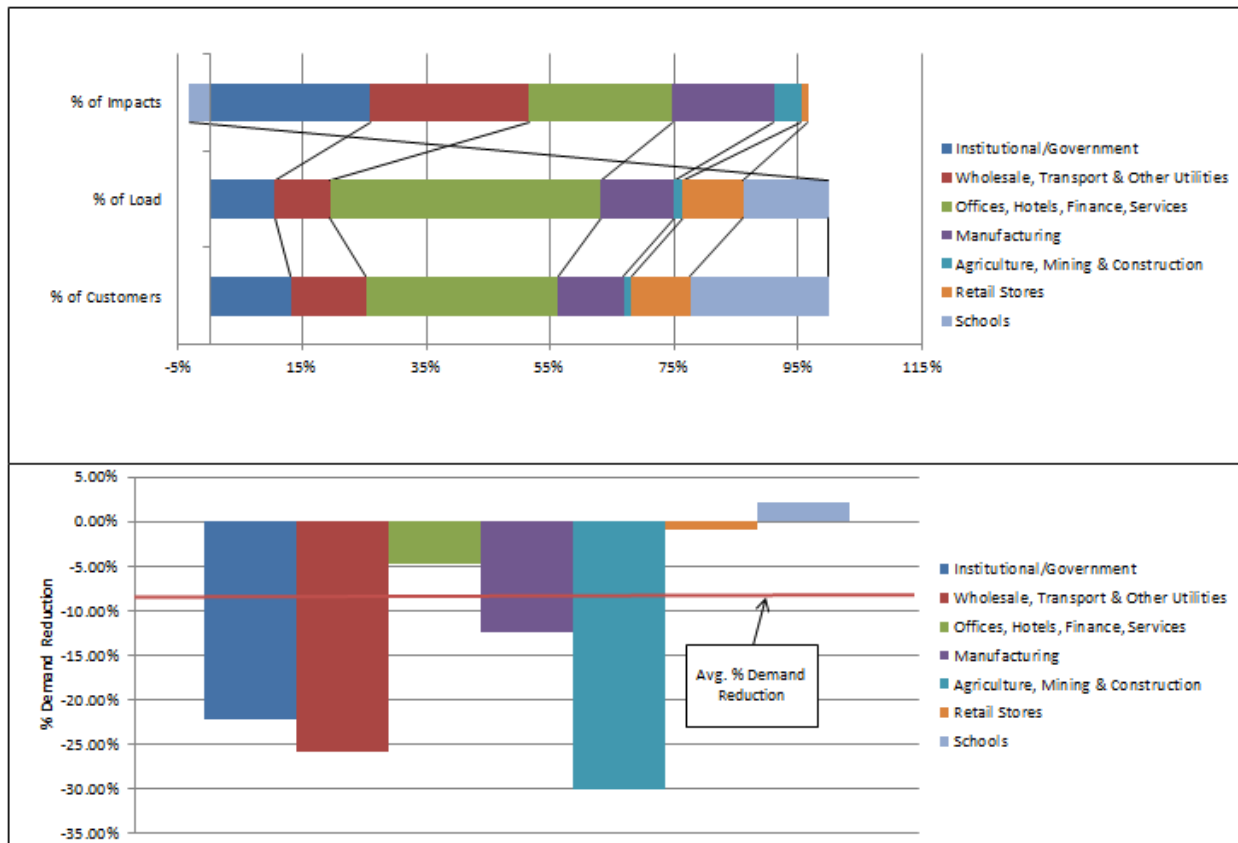 % of Impacts
% of Load
% of Customers
-5%
15%
35%
55%
75%
95%
115%
Institutional/Government
Wholesale, Transport & Other Utilities
Offices, Hotels, Finance, Services
Manufacturing
Agriculture, Mining & Construction
Retail Stores
Schools
% Demand Reduction
5.00%
0.00%
-5.00%
-10.00%
-15.00%
-20.00%
-25.00%
-30.00%
-35.00%
Avg. % Demand
Reduction
Institutional/Government
Wholesale, Transport & Other Utilities
Offices, Hotels, Finance, Services
Manufacturing
Agriculture, Mining & Construction
Retail Stores
Schools